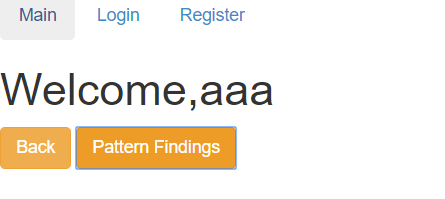 Main Login Register
Welcome,aaa
Back Pattern Findings